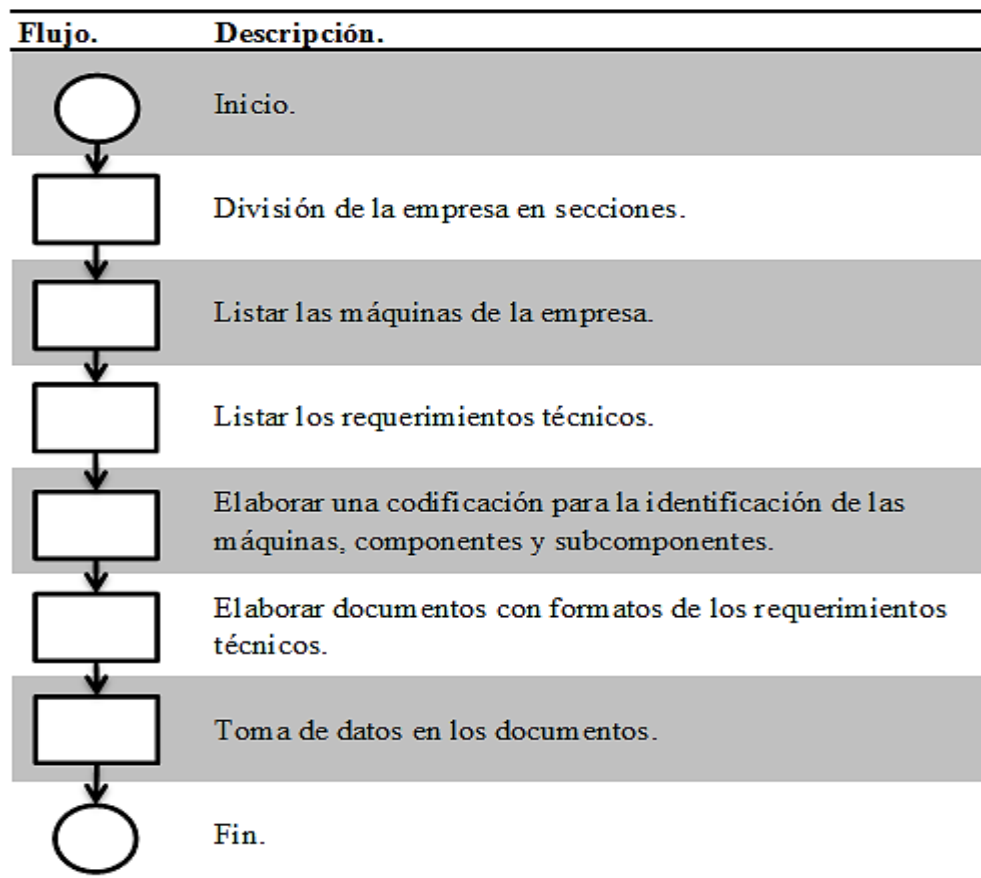 Flujo. Descripción.
Inicio.
División de la empresa en secciones.
Listar las máquinas de la empresa.
Listar los requerimientos técnicos.
Elaborar una codificación para la identificación de las
máquinas, componentes y subcomponentes.
Elaborar documentos con formatos de los requerimientos
técnicos.
Toma de datos en los documentos.
Fin.